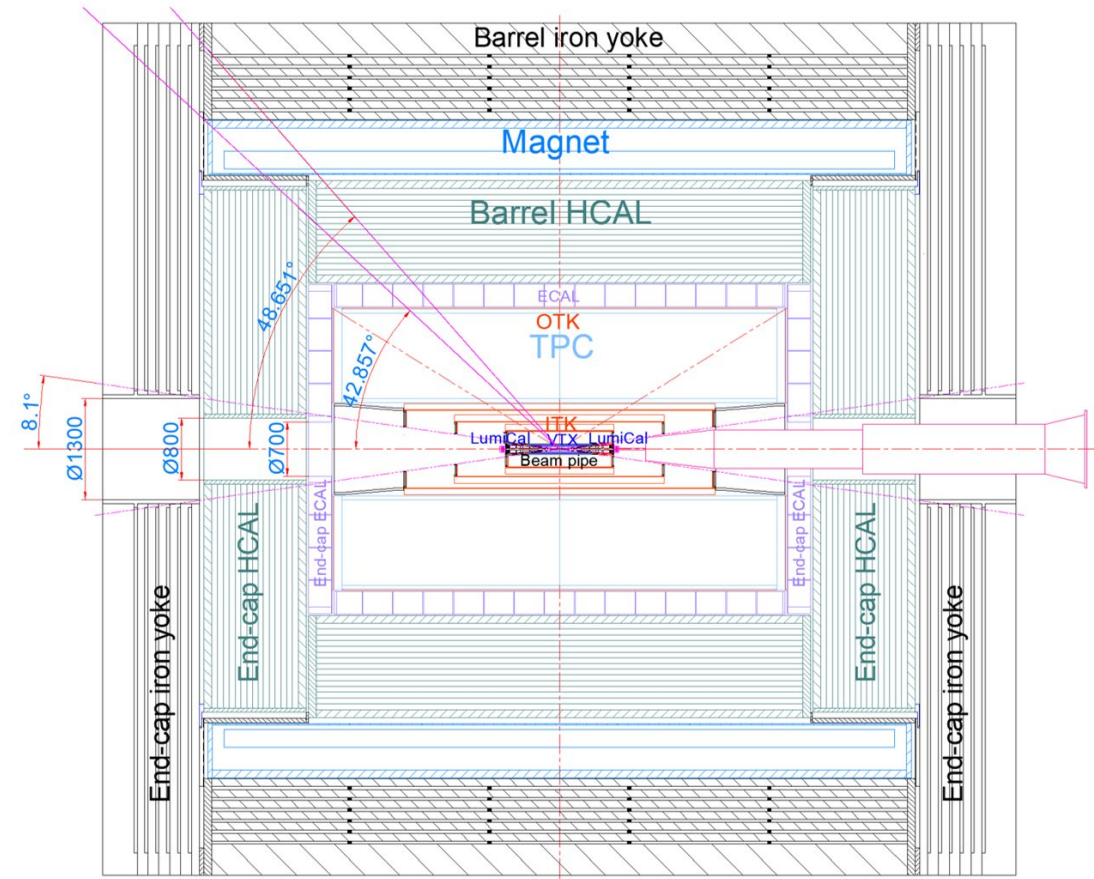 Barrel iron yoke
Magnet
Barrel HCAL
ECAL
OTK
TPC
48.651°
42.857°
8.1°
Ø1300
Ø800
Ø700
ITK
LumiCal
VTX
LumiCal
Beam pipe
End-cap ECAL
End-cap ECAL
End-cap HCAL
End-cap HCAL
End-cap iron yoke
End-cap iron yoke